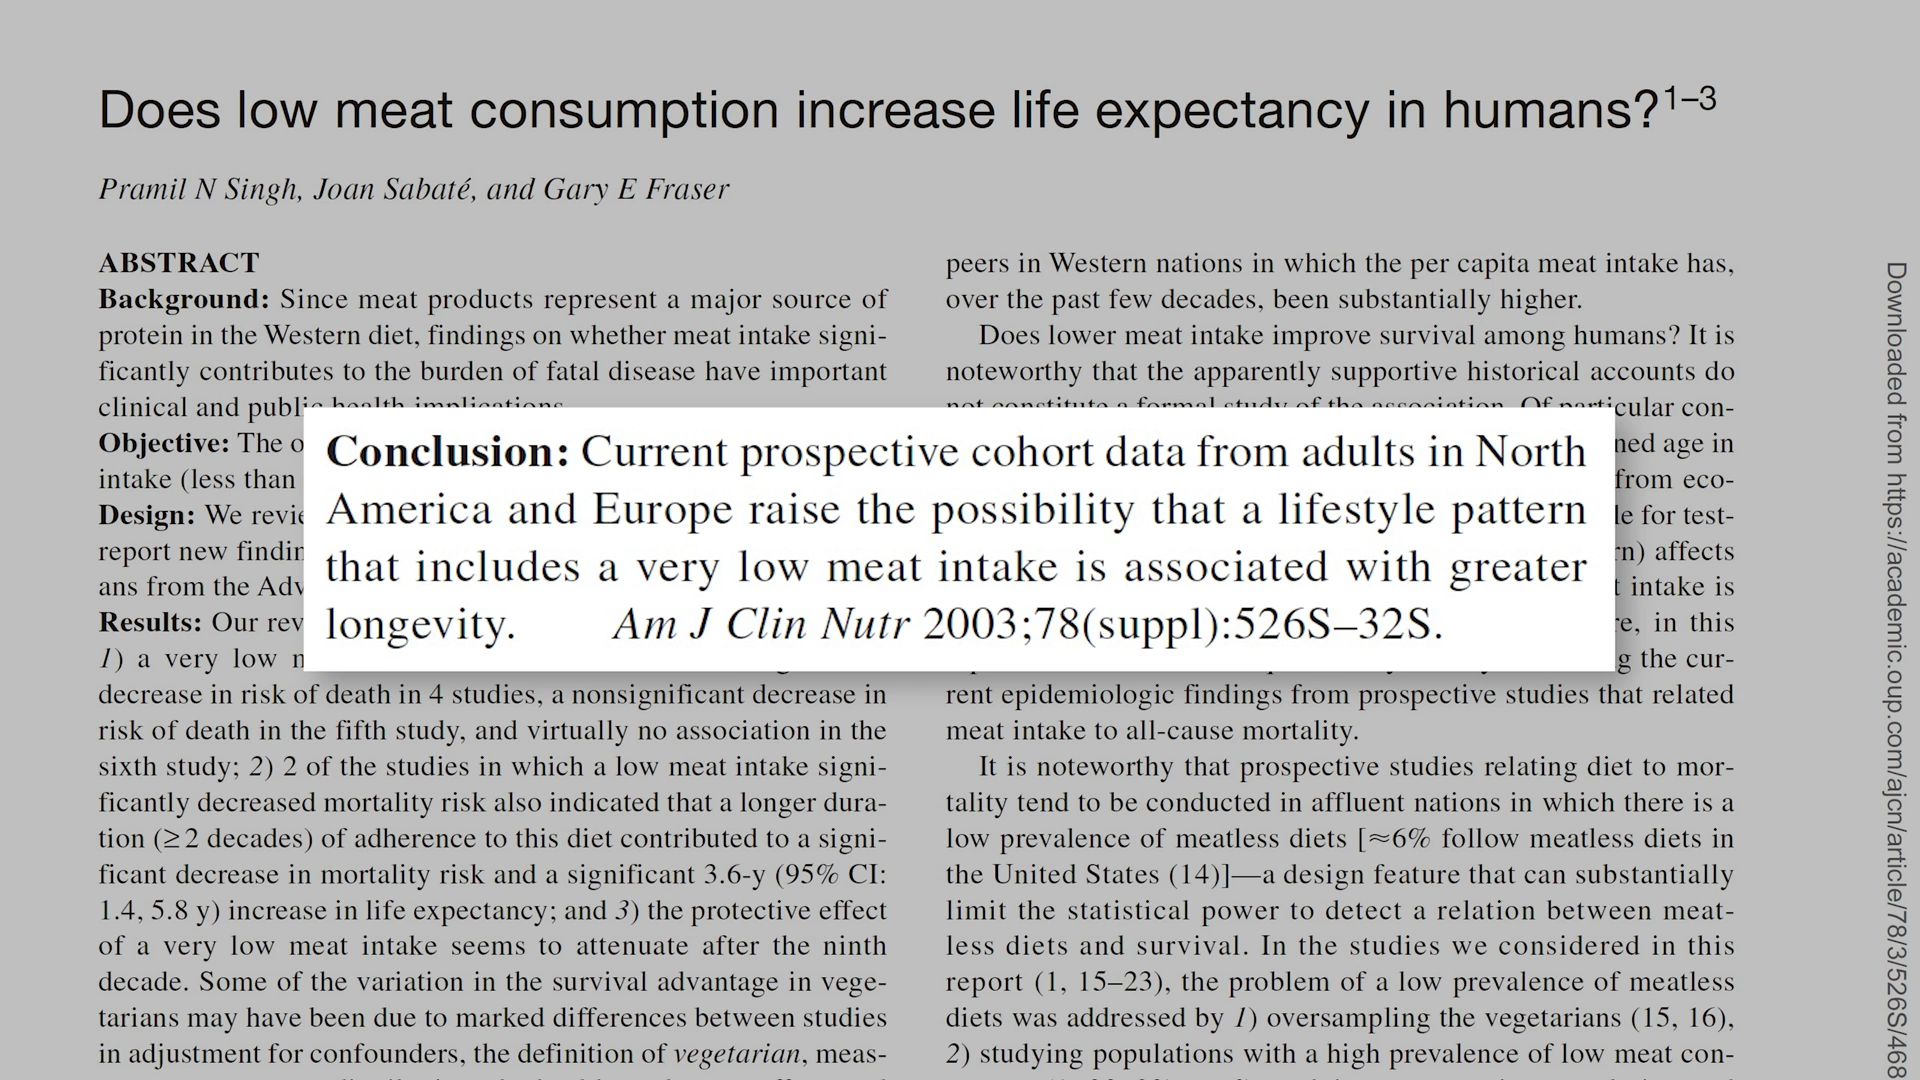 Does low meat consumption increase life expectancy in humans?1–3
Pramil N Singh, Joan Sabaté, and Gary E Fraser
ABSTRACT
Background: Since meat products represent a major source of
protein in the Western diet, findings on whether meat intake signi-
ficantly contributes to the burden of fatal disease have important
clinical and public health implications.
Objective: The
intake (less than
Design: We
report new
ans from the
Results: Our
1) a very low
decrease in risk of death in 4 studies, a nonsignificant decrease in
risk of death in the fifth study, and virtually no association in the
sixth study; 2) 2 of the studies in which a low meat intake signi-
ficantly decreased mortality risk also indicated that a longer dura-
tion (≥2 decades) of adherence to this diet contributed to a signi-
ficant decrease in mortality risk and a significant 3.6-y (95% CI:
1.4, 5.8 y) increase in life expectancy; and 3) the protective effect
of a very low meat intake seems to attenuate after the ninth
decade. Some of the variation in the survival advantage in vege-
tarians may have been due to marked differences between studies
in adjustment for confounders, the definition of vegetarian, meas-
Conclusion: Current prospective cohort data from adults in North
America and Europe raise the possibility that a lifestyle pattern
that includes a very low meat intake is associated with greater
longevity. Am J Clin Nutr 2003;78(suppl):526S–32S.
peers in Western nations in which the per capita meat intake has,
over the past few decades, been substantially higher.
Does lower meat intake improve survival among humans? It is
noteworthy that the apparently supportive historical accounts do
not constitute a formal study of the association. Of particular con-
age in
from eco-
for test-
affects
intake is
in this
the cur-
rent epidemiologic findings from prospective studies that related
meat intake to all-cause mortality.
It is noteworthy that prospective studies relating diet to mor-
tality tend to be conducted in affluent nations in which there is a
low prevalence of meatless diets [≈6% follow meatless diets in
the United States (14)]—a design feature that can substantially
limit the statistical power to detect a relation between meat-
less diets and survival. In the studies we considered in this
report (1, 15–23), the problem of a low prevalence of meatless
diets was addressed by 1) oversampling the vegetarians (15, 16),
2) studying populations with a high prevalence of low meat con-
Downloaded from https://academic.oup.com/ajcn/article/78/3/526S/468